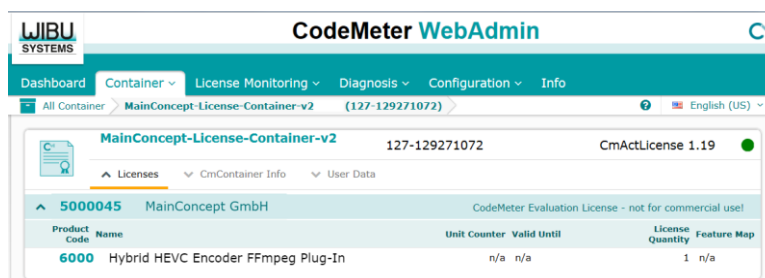 WIBU
SYSTEMS
CodeMeter WebAdmin
Dashboard Container License Monitoring Diagnosis Configuration Info
All Container MainConcept-License-Container-v2 (127-129271072) English (US)
MainConcept-License-Container-v2 127-129271072 CmActLicense 1.19
Licenses CmContainer Info User Data
5000045 MainConcept GmbH CodeMeter Evaluation License - not for commercial use!
Product Code Name Unit Counter Valid Until License Quantity Feature Map
6000 Hybrid HEVC Encoder FFmpeg Plug-In n/a n/a 1 n/a